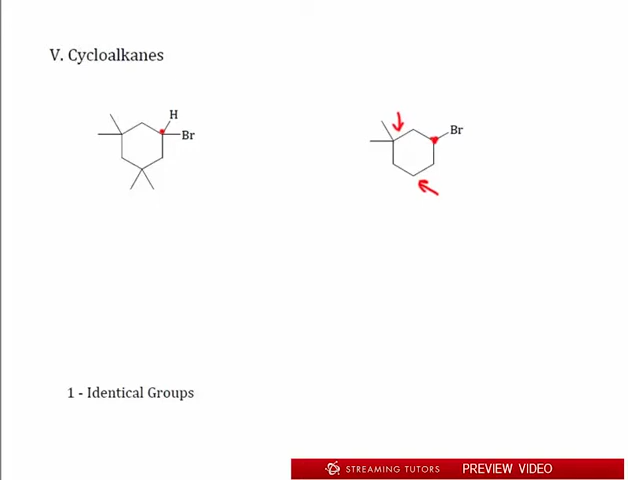 V. Cycloalkanes
H
Br
Br
1 - Identical Groups
STREAMING TUTORS PREVIEW VIDEO